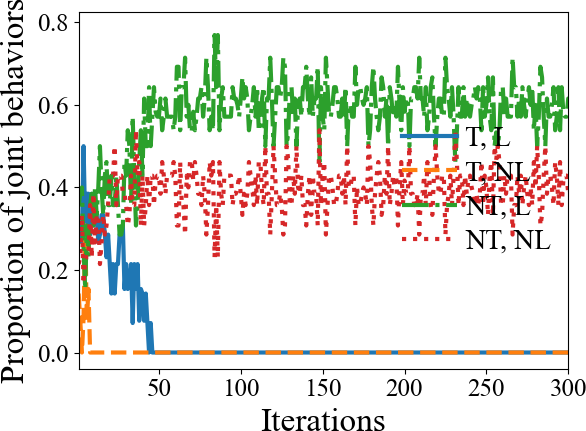 Proportion of joint behaviors
0.8
0.6
0.4
0.2
0.0
T, L
T, NL
NT, L
NT, NL
50 100 150 200 250 300
Iterations